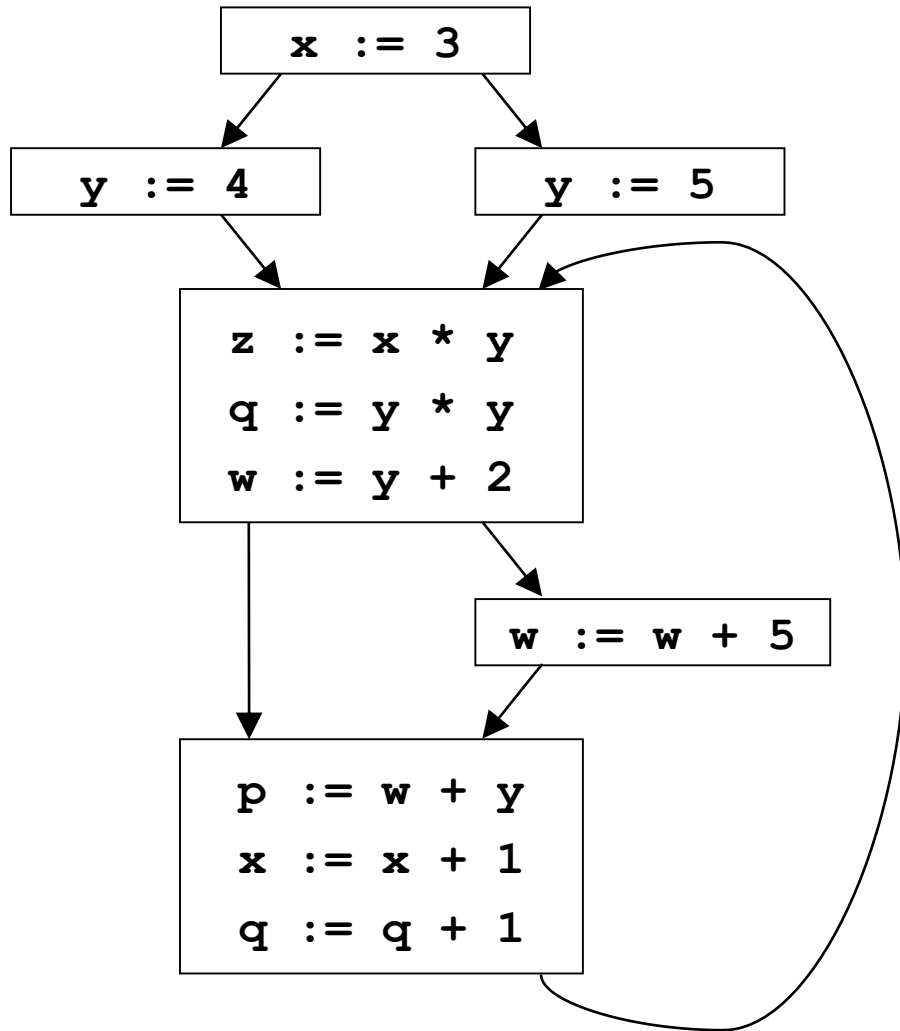 x := 3
y := 4
y := 5
z := x * y
q := y * y
w := y + 2
w := w + 5
p := w + y
x := x + 1
q := q + 1